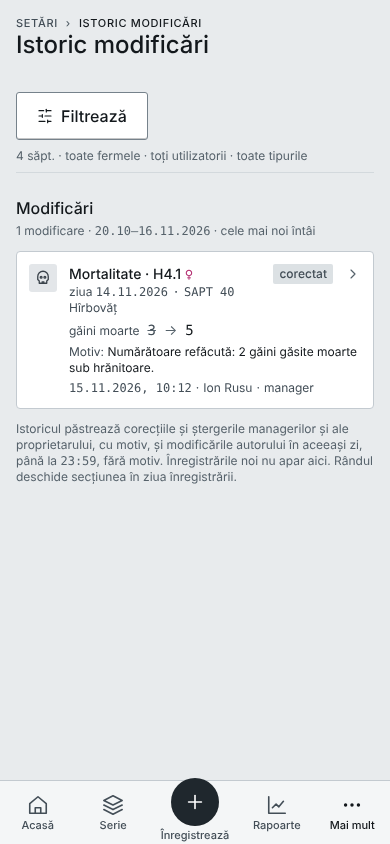 SETĂRI › ISTORIC MODIFICĂRI
Istoric modificări
Filtrează
4 săpt. · toate fermele · toți utilizatorii · toate tipurile
Modificări
1 modificare · 20.10–16.11.2026 · cele mai noi întâi
Mortalitate · H4.1 ♀ corectat
ziua 14.11.2026 · SAPT 40
Hîrbovăț
găini moarte 3 → 5
Motiv: Numărătoare refăcută: 2 găini găsite moarte
sub hrănitoare.
15.11.2026, 10:12 · Ion Rusu · manager
Istoricul păstrează corecțiile și ștergerile managerilor și ale
proprietarului, cu motiv, și modificările autorului în aceeași zi,
până la 23:59, fără motiv. Înregistrările noi nu apar aici. Rândul
deschide secțiunea în ziua înregistrării.
Acasă
Serie
Înregistrează
Rapoarte
Mai mult